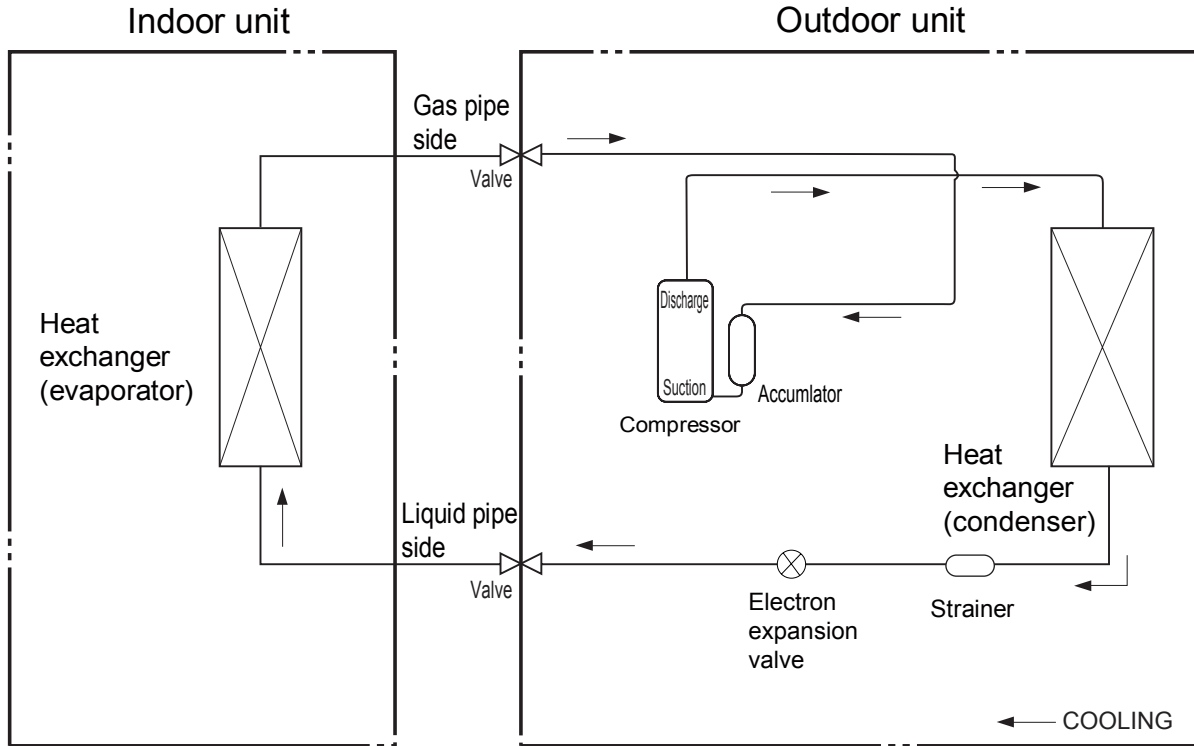 Indoor unit
Outdoor unit
Gas pipe
side
Valve
Discharge
Suction
Accumlator
Compressor
Heat
exchanger
(evaporator)
Heat
exchanger
(condenser)
Liquid pipe
side
Valve
Electron
expansion
valve
Strainer
COOLING